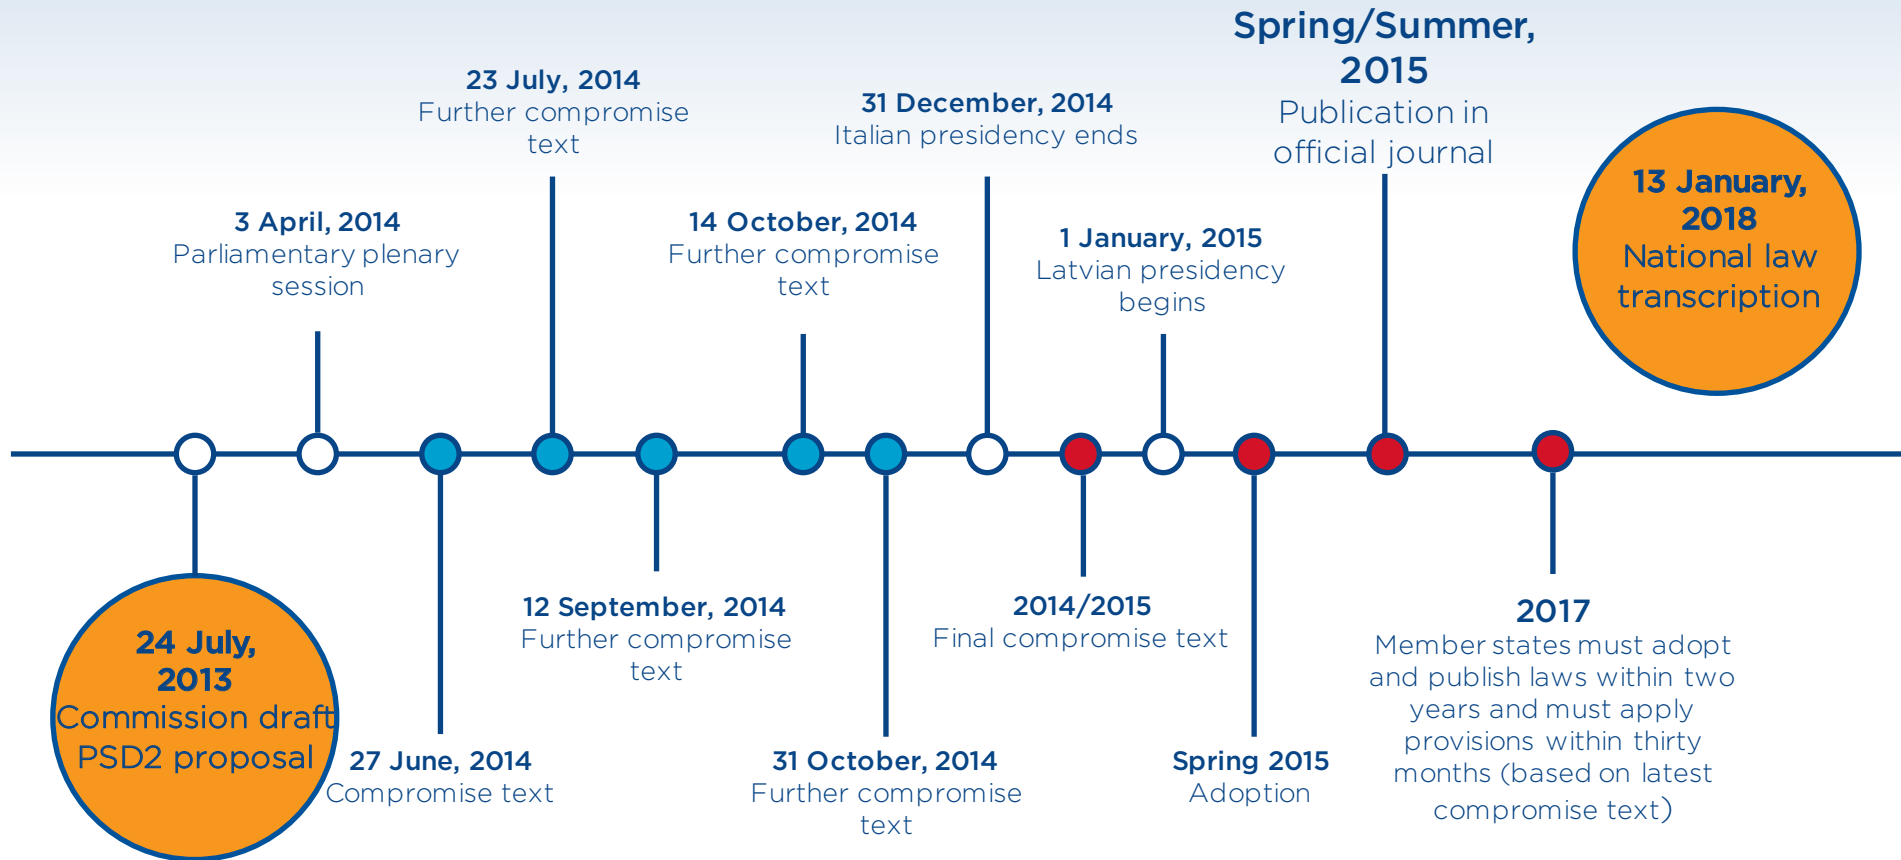 24 July,
2013
Commission draft
PSD2 proposal
3 April, 2014
Parliamentary plenary
session
27 June, 2014
Compromise text
23 July, 2014
Further compromise
text
12 September, 2014
Further compromise
text
14 October, 2014
Further compromise
text
31 October, 2014
Further compromise
text
31 December, 2014
Italian presidency ends
2014/2015
Final compromise text
1 January, 2015
Latvian presidency
begins
Spring 2015
Adoption
Spring/Summer,
2015
Publication in
official journal
2017
Member states must adopt
and publish laws within two
years and must apply
provisions within thirty
months (based on latest
compromise text)
13 January,
2018
National law
transcription